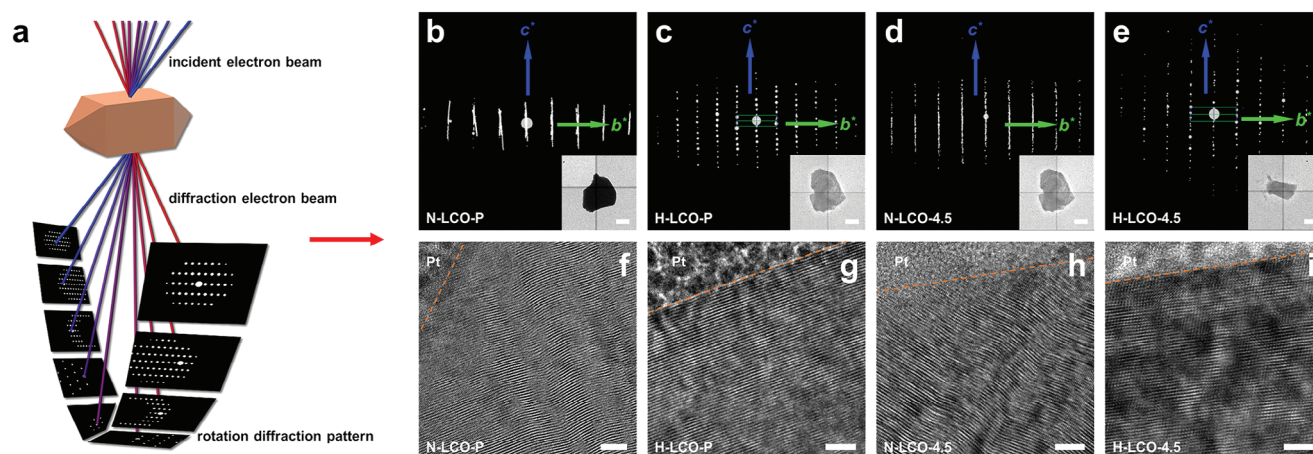 a
incident electron beam
diffraction electron beam
rotation diffraction pattern
b
c*
b*
N-LCO-P
c
c*
b*
H-LCO-P
d
c*
b*
N-LCO-4.5
e
c*
b*
H-LCO-4.5
Pt
f
N-LCO-P
Pt
g
H-LCO-P
Pt
h
N-LCO-4.5
Pt
i
H-LCO-4.5